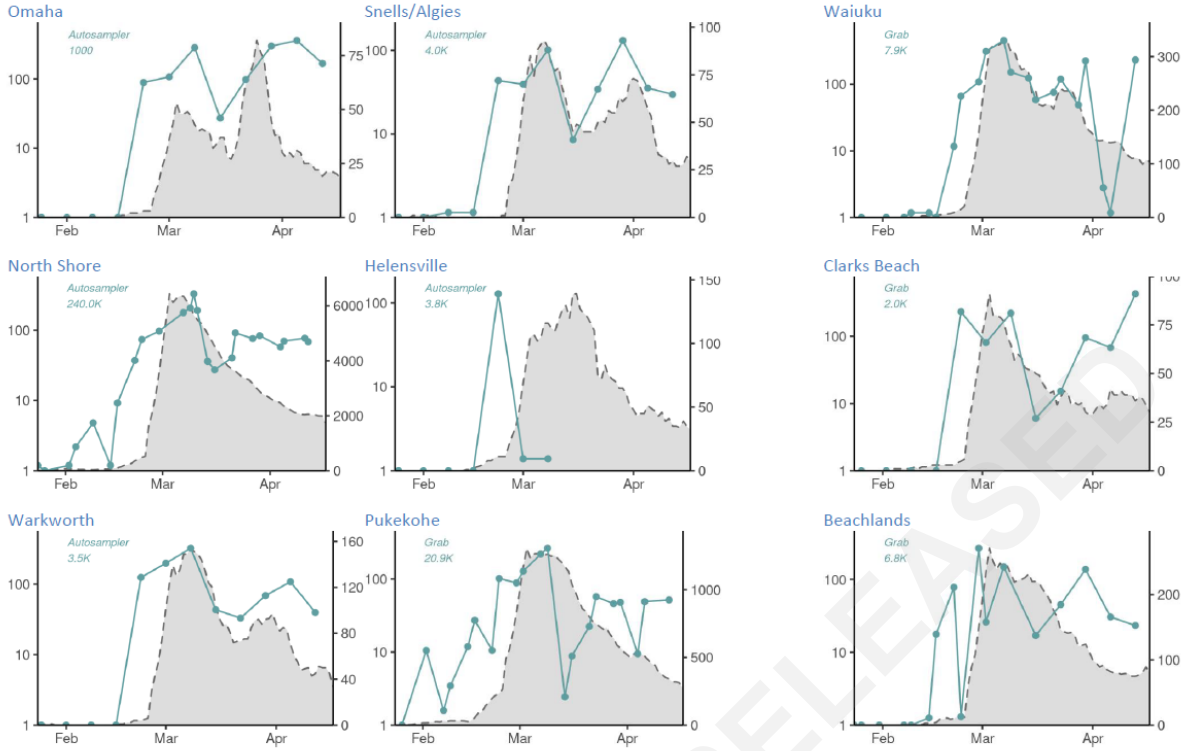 Omaha
Autosampler
1000
100
10
1
75
50
25
0
Feb Mar Apr
Snells/Algies
Autosampler
4.0K
100
10
1
100
75
50
25
0
Feb Mar Apr
Waiuku
Grab
7.9K
100
10
1
300
200
100
0
Feb Mar Apr
North Shore
Autosampler
240.0K
100
10
1
6000
4000
2000
0
Feb Mar Apr
Helensville
Autosampler
3.8K
100
10
1
150
100
50
0
Feb Mar Apr
Clarks Beach
Grab
2.0K
100
10
1
100
75
50
25
0
Feb Mar Apr
Warkworth
Autosampler
3.5K
100
10
1
160
120
80
40
0
Feb Mar Apr
Pukekohe
Grab
20.9K
100
10
1
1000
500
0
Feb Mar Apr
Beachlands
Grab
6.8K
100
10
1
200
100
0
Feb Mar Apr
RELEASED